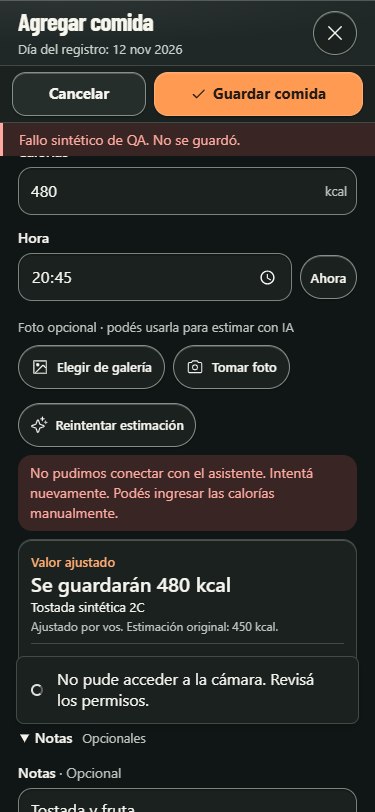 Agregar comida
Día del registro: 12 nov 2026
Cancelar
Guardar comida
Fallo sintético de QA. No se guardó.
480
kcal
Hora
20:45
Ahora
Foto opcional · podés usarla para estimar con IA
Elegir de galería
Tomar foto
Reintentar estimación
No pudimos conectar con el asistente. Intentá
nuevamente. Podés ingresar las calorías
manualmente.
Valor ajustado
Se guardarán 480 kcal
Tostada sintética 2C
Ajustado por vos. Estimación original: 450 kcal.
No pude acceder a la cámara. Revisá
los permisos.
▼ Notas Opcionales
Notas · Opcional
Tostada y fruta